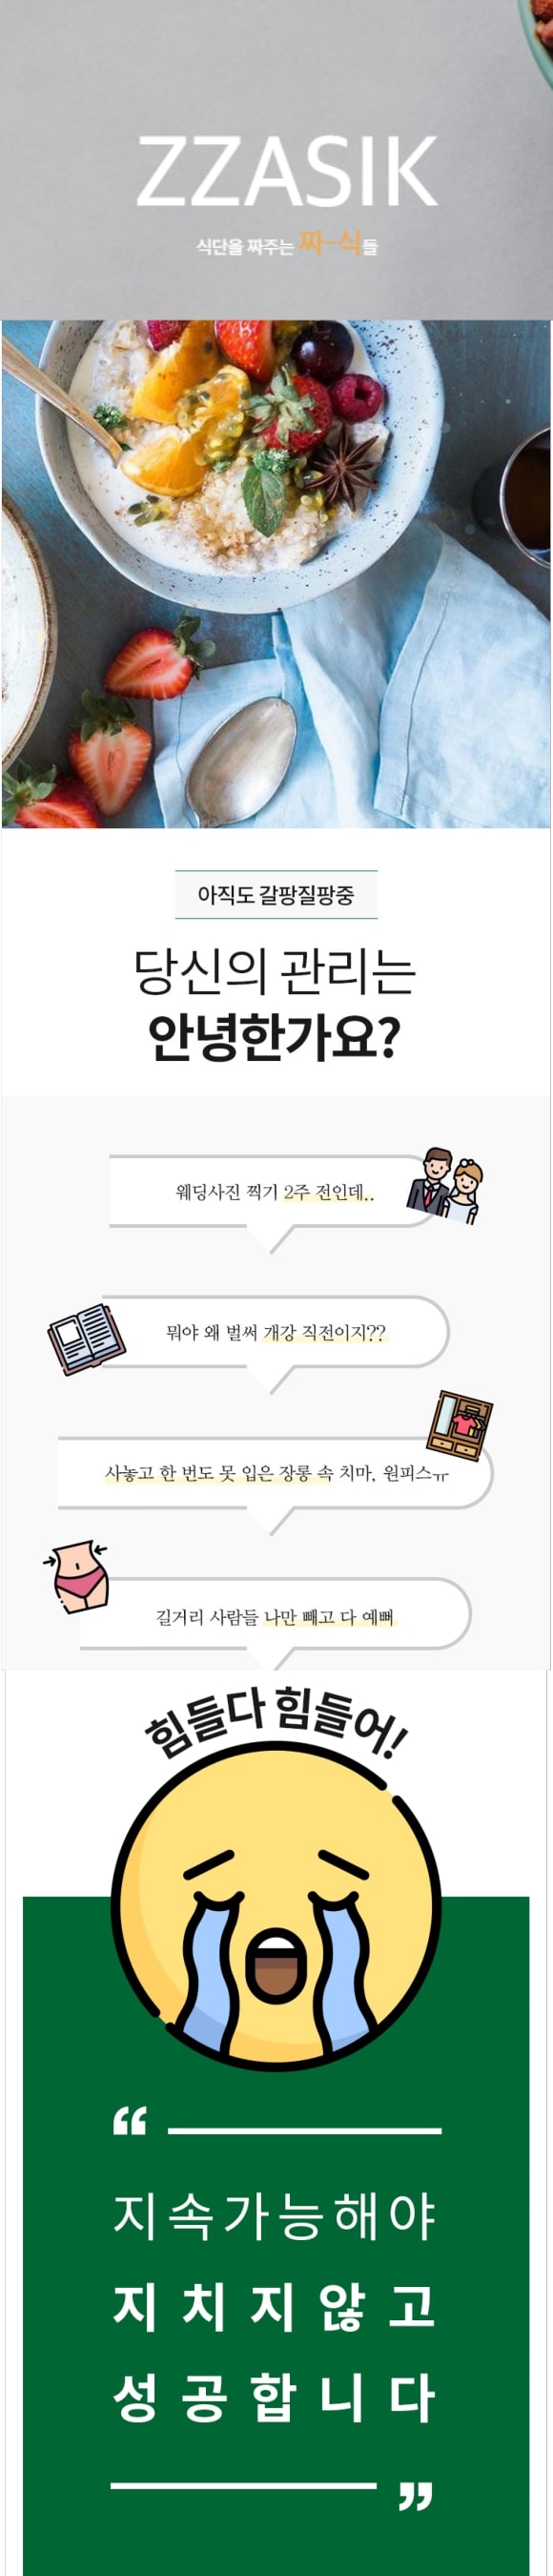 ZZASIK
식단을 짜주는 짜-식들
아직도 갈팡질팡중
당신의 관리는
안녕한가요?
웨딩사진 찍기 2주 전인데..
뭐야 왜 벌써 개강 직전이지??
사놓고 한 번도 못 입은 장롱 속 치마, 원피스ㅠ
길거리 사람들 나만 빼고 다 예뻐
힘들다 힘들어!
“
지속가능해야
지치지않고
성공합니다
”